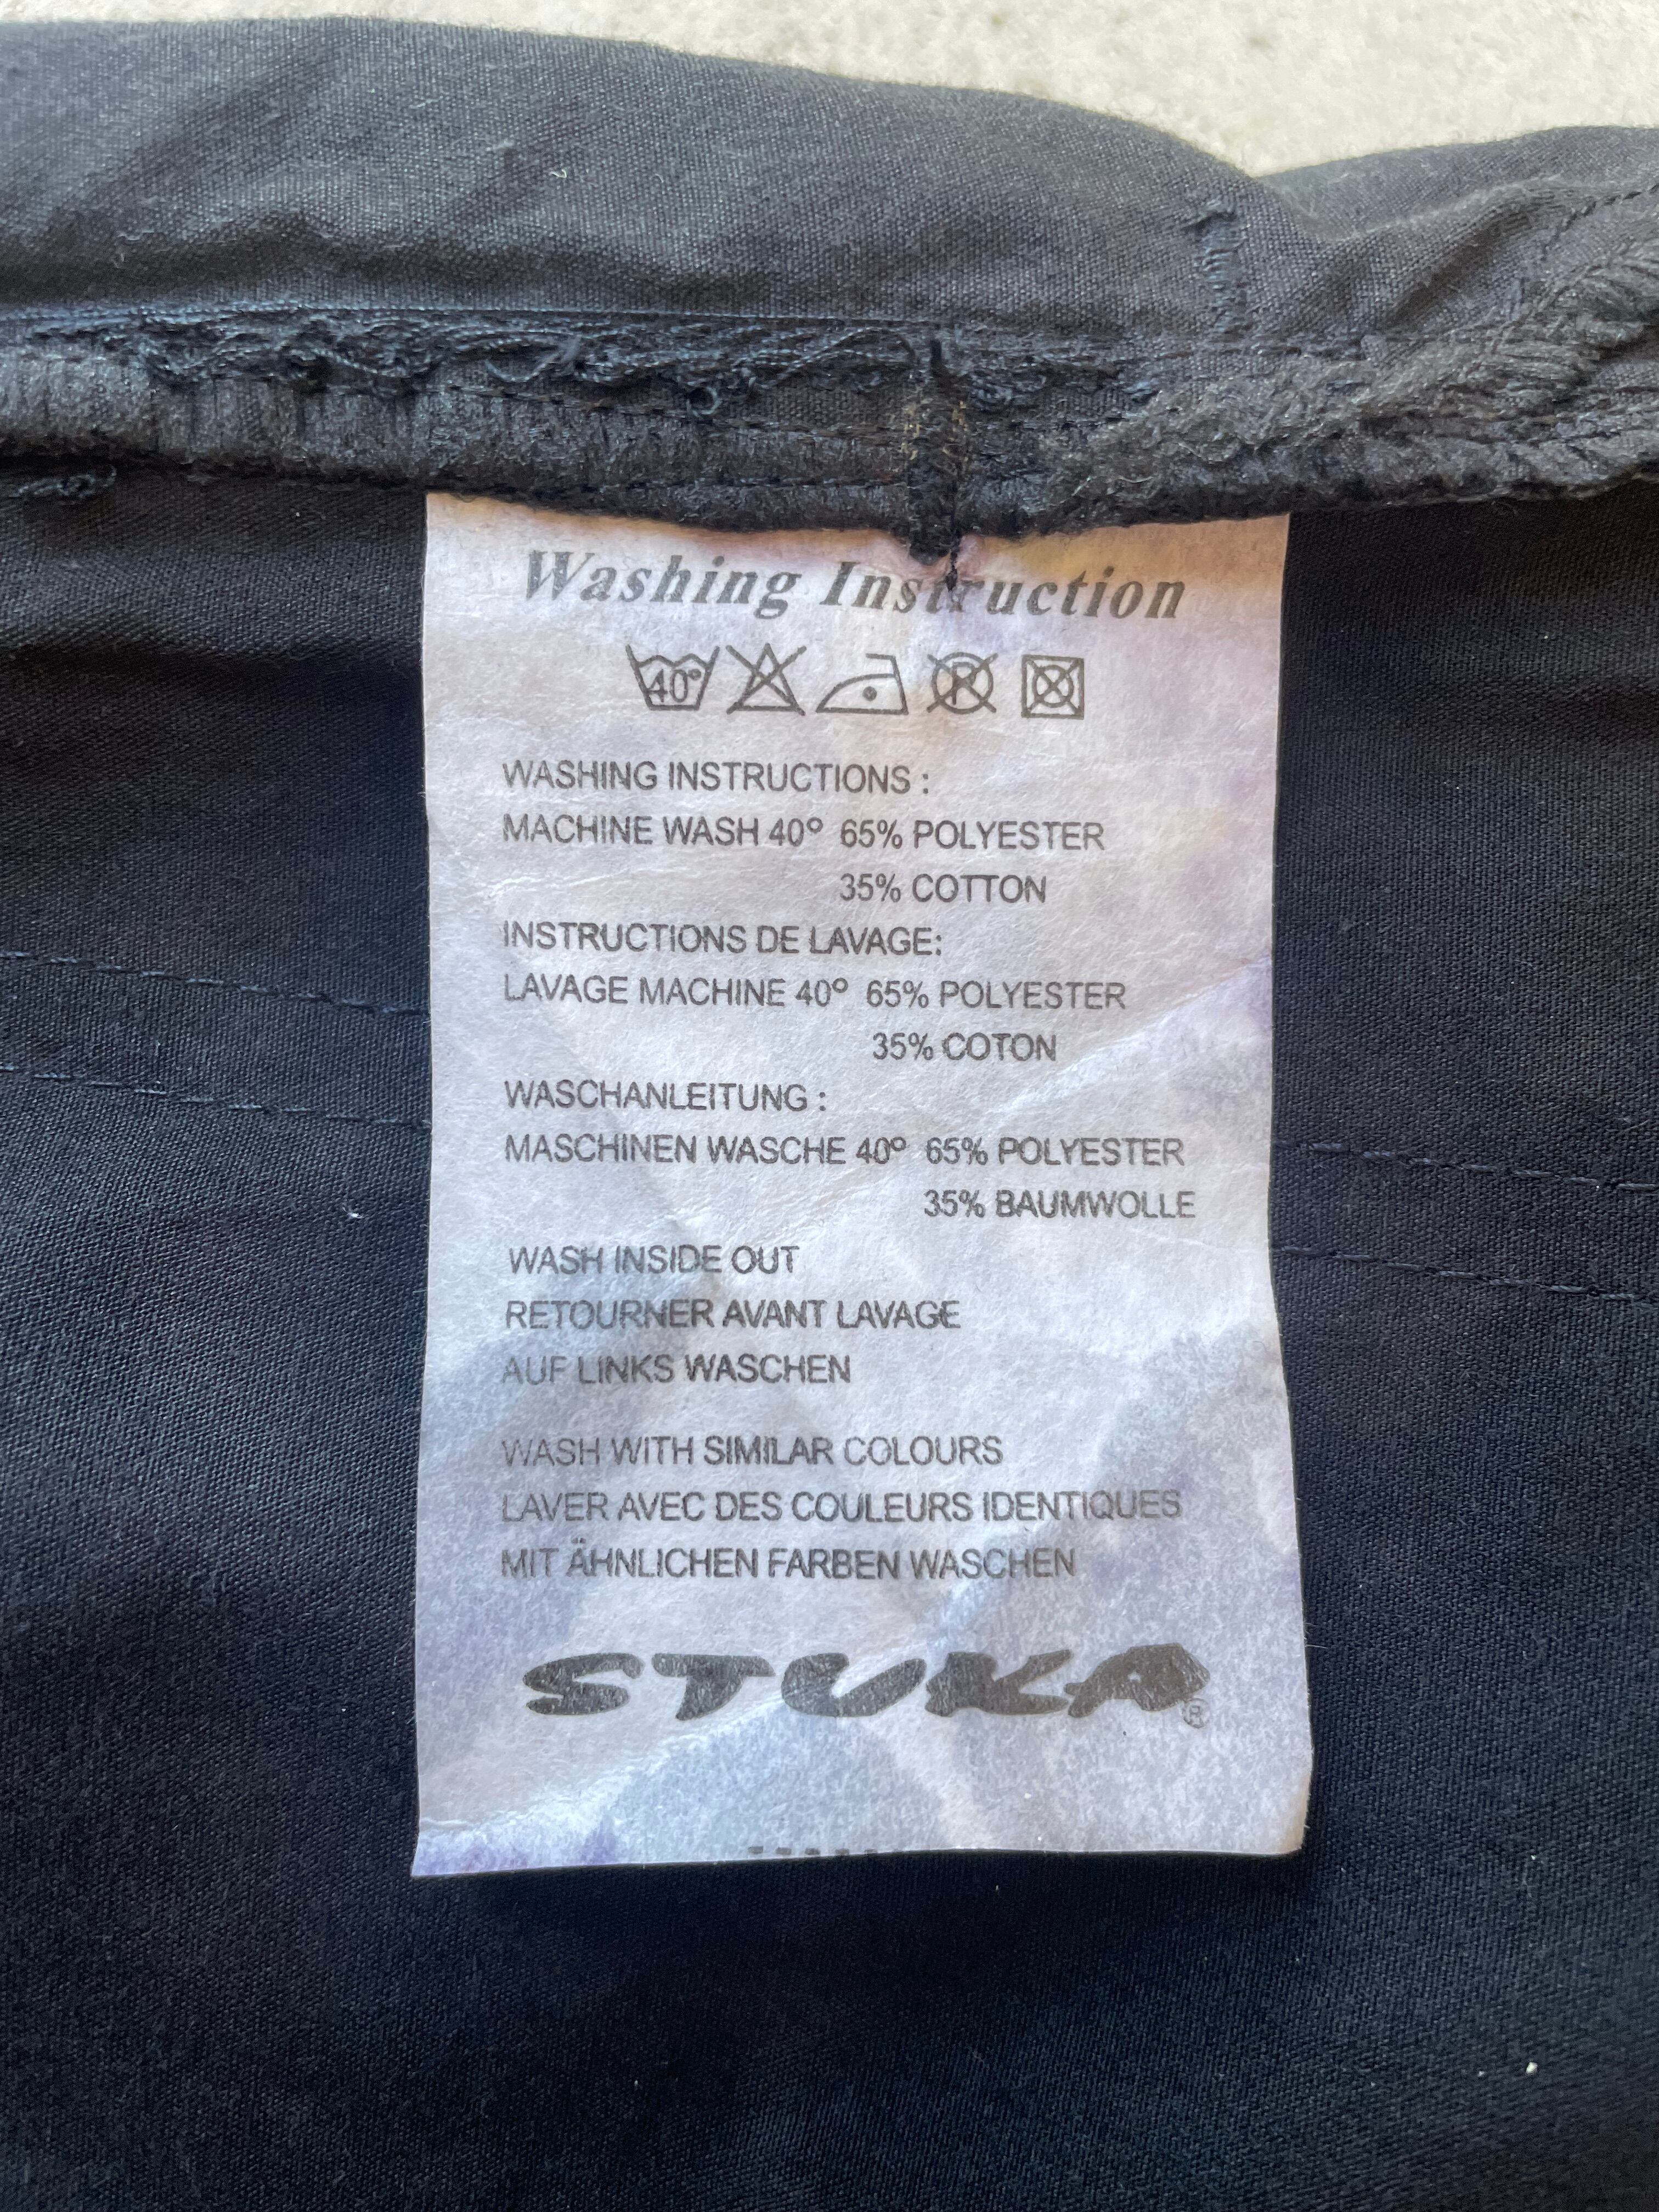 Washing Instruction
40°
P
WASHING INSTRUCTIONS :
MACHINE WASH 40° 65% POLYESTER
35% COTTON
INSTRUCTIONS DE LAVAGE:
LAVAGE MACHINE 40° 65% POLYESTER
35% COTON
WASCHANLEITUNG :
MASCHINEN WASCHE 40° 65% POLYESTER
35% BAUMWOLLE
WASH INSIDE OUT
RETOURNER AVANT LAVAGE
AUF LINKS WASCHEN
WASH WITH SIMILAR COLOURS
LAVER AVEC DES COULEURS IDENTIQUES
MIT ÄHNLICHEN FARBEN WASCHEN
STUKA®